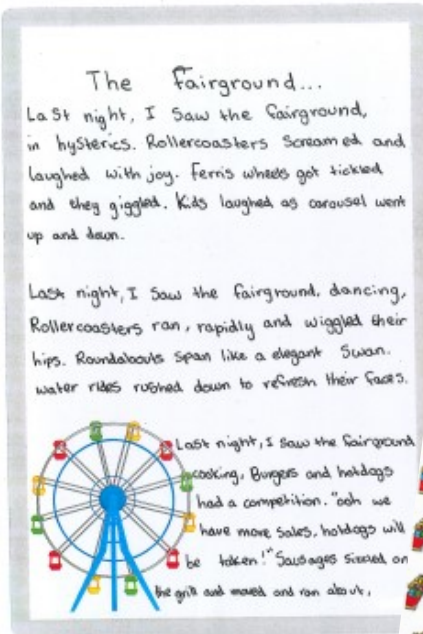 The Fairground...
Last night, I Saw the fairground,
in hysterics. Rollercoasters Screamed and
laughed with joy. Ferris wheels got tickled
and they giggled. Kids laughed as carousel went
up and down.
Last night, I Saw the fairground, dancing,
Rollercoasters ran, rapidly and wiggled their
hips. Roundabouts span like a elegant Swan.
water rides rushed down to refresh their faces.
Last night, I saw the fairground
cooking, Burgers and hotdogs
had a competition. "ooh we
have more sales, hotdogs will
be taken!" Sausages sizzled on
the grill and moved and ran about,